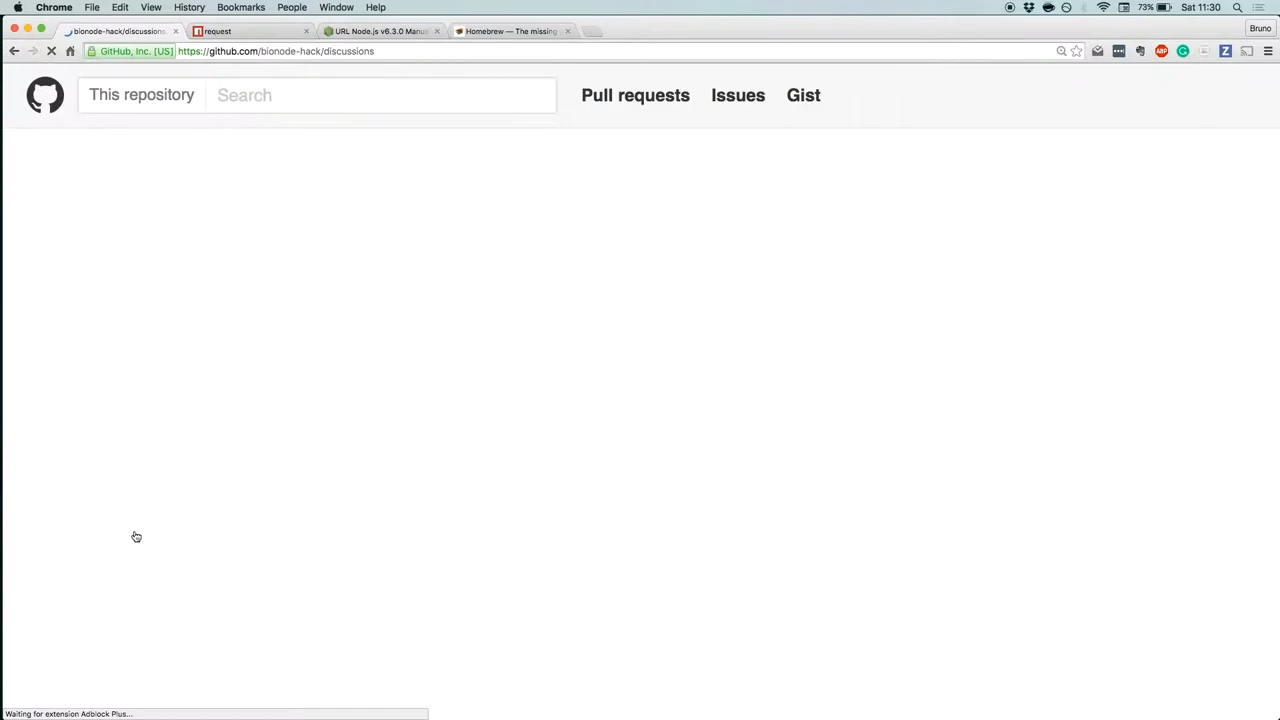 Chrome File Edit View History Bookmarks People Window Help 73% Sat 11:30
bionode-hack/discussions request URL Node.js v6.3.0 Manu Homebrew — The missing Bruno
GitHub, Inc. [US] https://github.com/bionode-hack/discussions ABP Z
This repository Search Pull requests Issues Gist
Waiting for extension Adblock Plus...